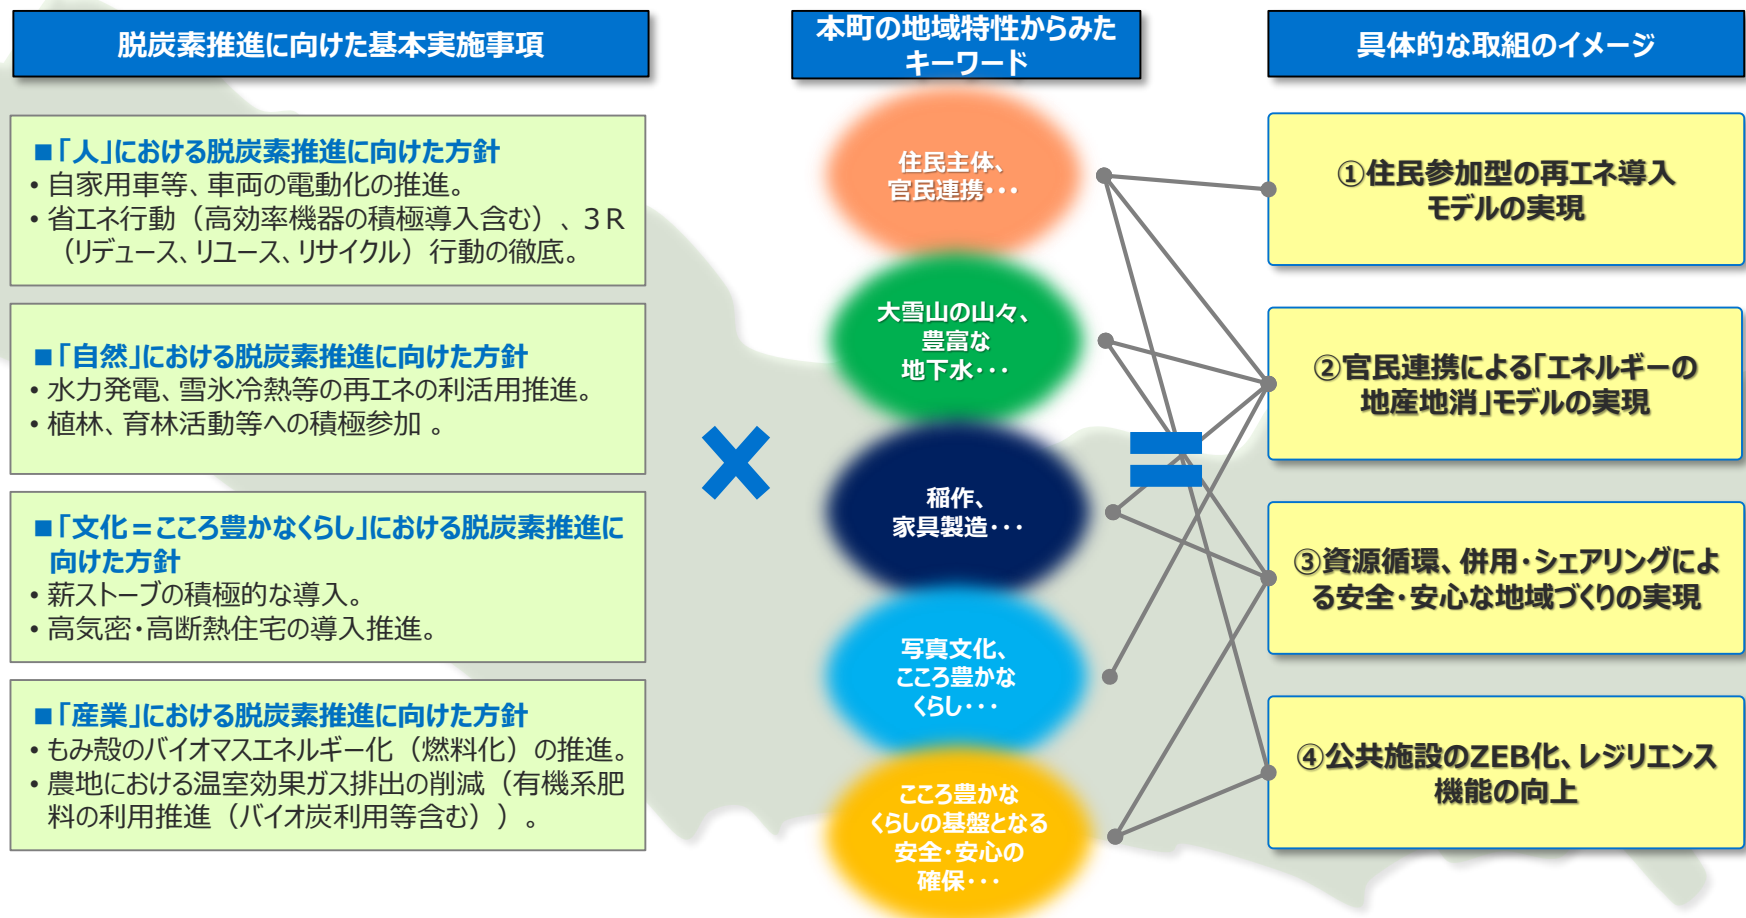 脱炭素推進に向けた基本実施事項
■「人」における脱炭素推進に向けた方針
・自家用車等、車両の電動化の推進。
・省エネ行動（高効率機器の積極導入含む）、３Ｒ
（リデュース、リユース、リサイクル）行動の徹底。
■「自然」における脱炭素推進に向けた方針
・水力発電、雪氷冷熱等の再エネの利活用推進。
・植林、育林活動等への積極参加 。
■「文化＝こころ豊かなくらし」における脱炭素推進に
向けた方針
・薪ストーブの積極的な導入。
・高気密・高断熱住宅の導入推進。
■「産業」における脱炭素推進に向けた方針
・もみ殻のバイオマスエネルギー化（燃料化）の推進。
・農地における温室効果ガス排出の削減（有機系肥
料の利用推進（バイオ炭利用等含む））。
×
本町の地域特性からみた
キーワード
住民主体、
官民連携・・・
大雪山の山々、
豊富な
地下水・・・
稲作、
家具製造・・・
写真文化、
こころ豊かな
くらし・・・
こころ豊かな
くらしの基盤となる
安全・安心の
確保・・・
＝
具体的な取組のイメージ
①住民参加型の再エネ導入
モデルの実現
②官民連携による「エネルギーの
地産地消」モデルの実現
③資源循環、併用・シェアリングによ
る安全・安心な地域づくりの実現
④公共施設のZEB化、レジリエンス
機能の向上